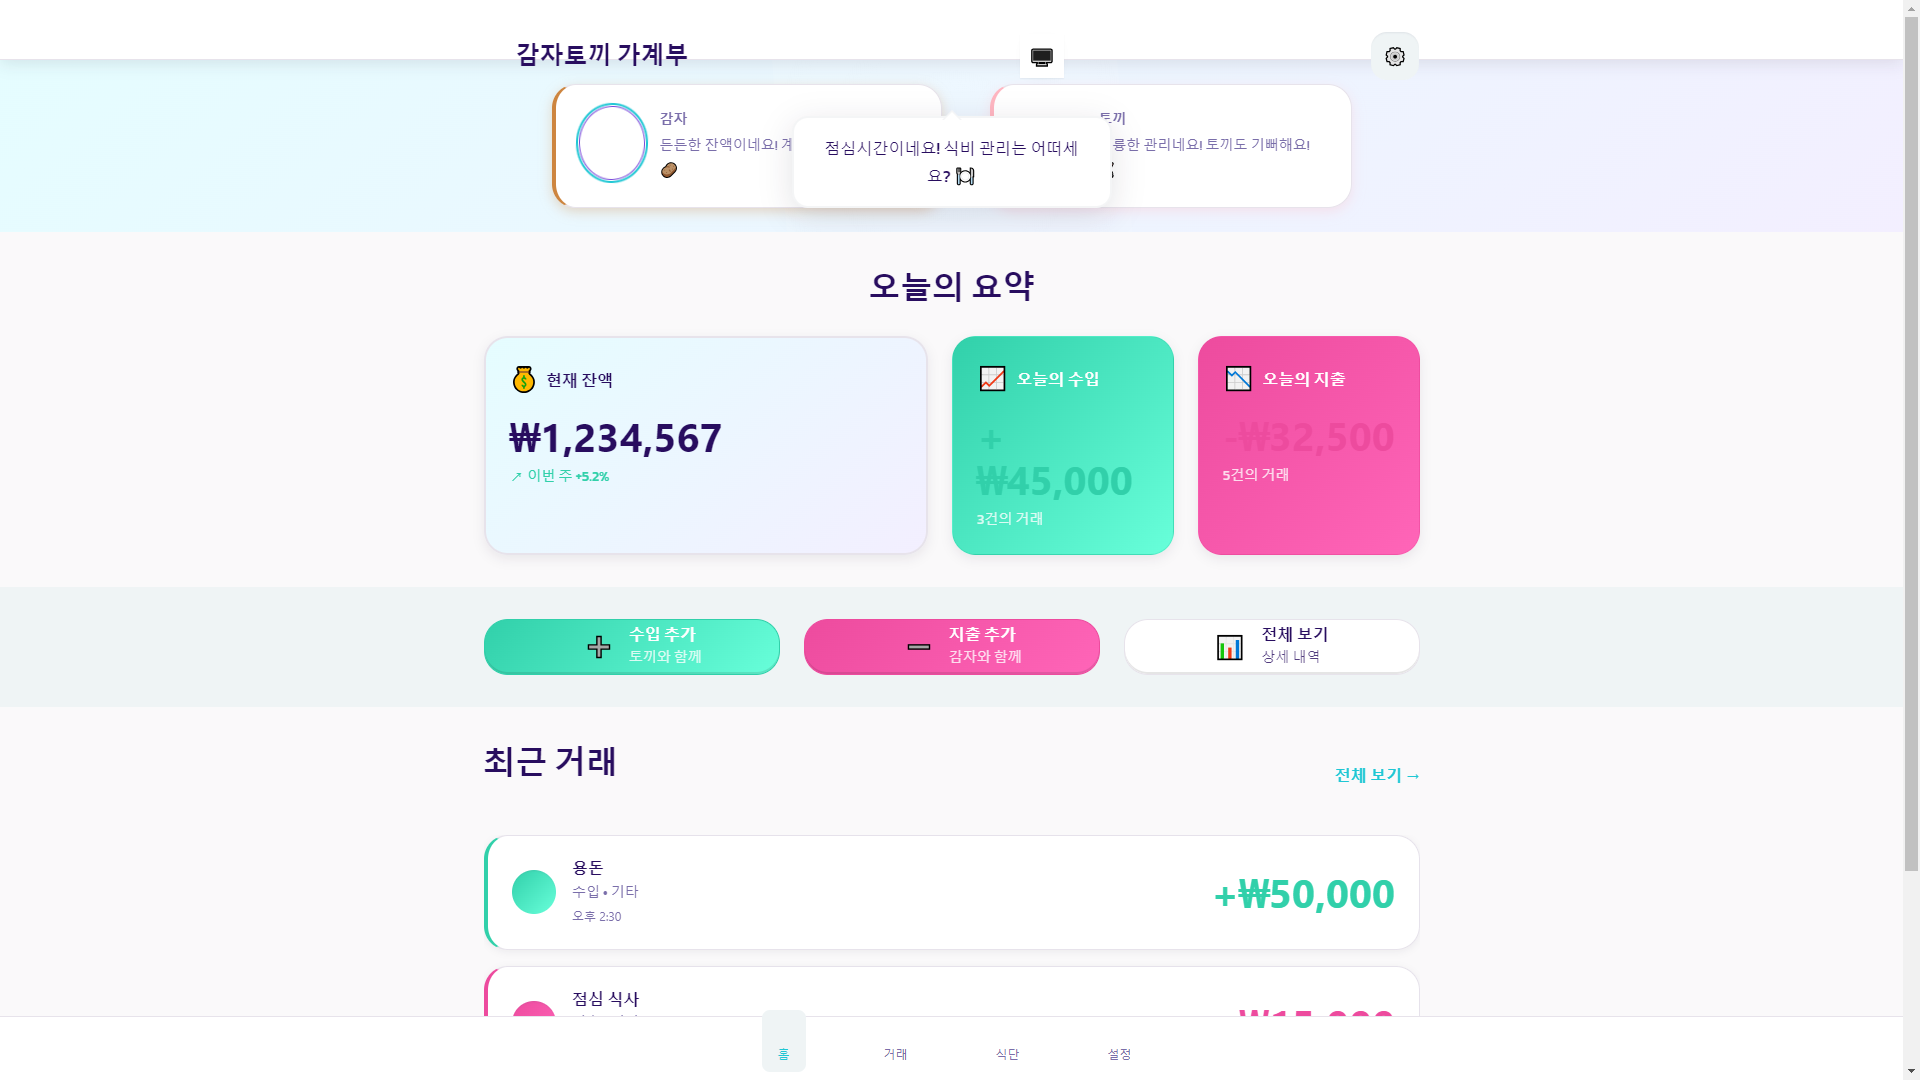 감자토끼 가계부
감자
든든한 잔액이네요! 계
토끼
륭한 관리네요! 토끼도 기뻐해요!
점심시간이네요! 식비 관리는 어떠세
요?
오늘의 요약
현재 잔액
₩1,234,567
↗ 이번 주 +5.2%
오늘의 수입
+
₩45,000
3건의 거래
오늘의 지출
-₩32,500
5건의 거래
수입 추가
토끼와 함께
지출 추가
감자와 함께
전체 보기
상세 내역
최근 거래
전체 보기 →
용돈
수입 • 기타
오후 2:30
+₩50,000
점심 식사
₩15,000
홈
거래
식단
설정